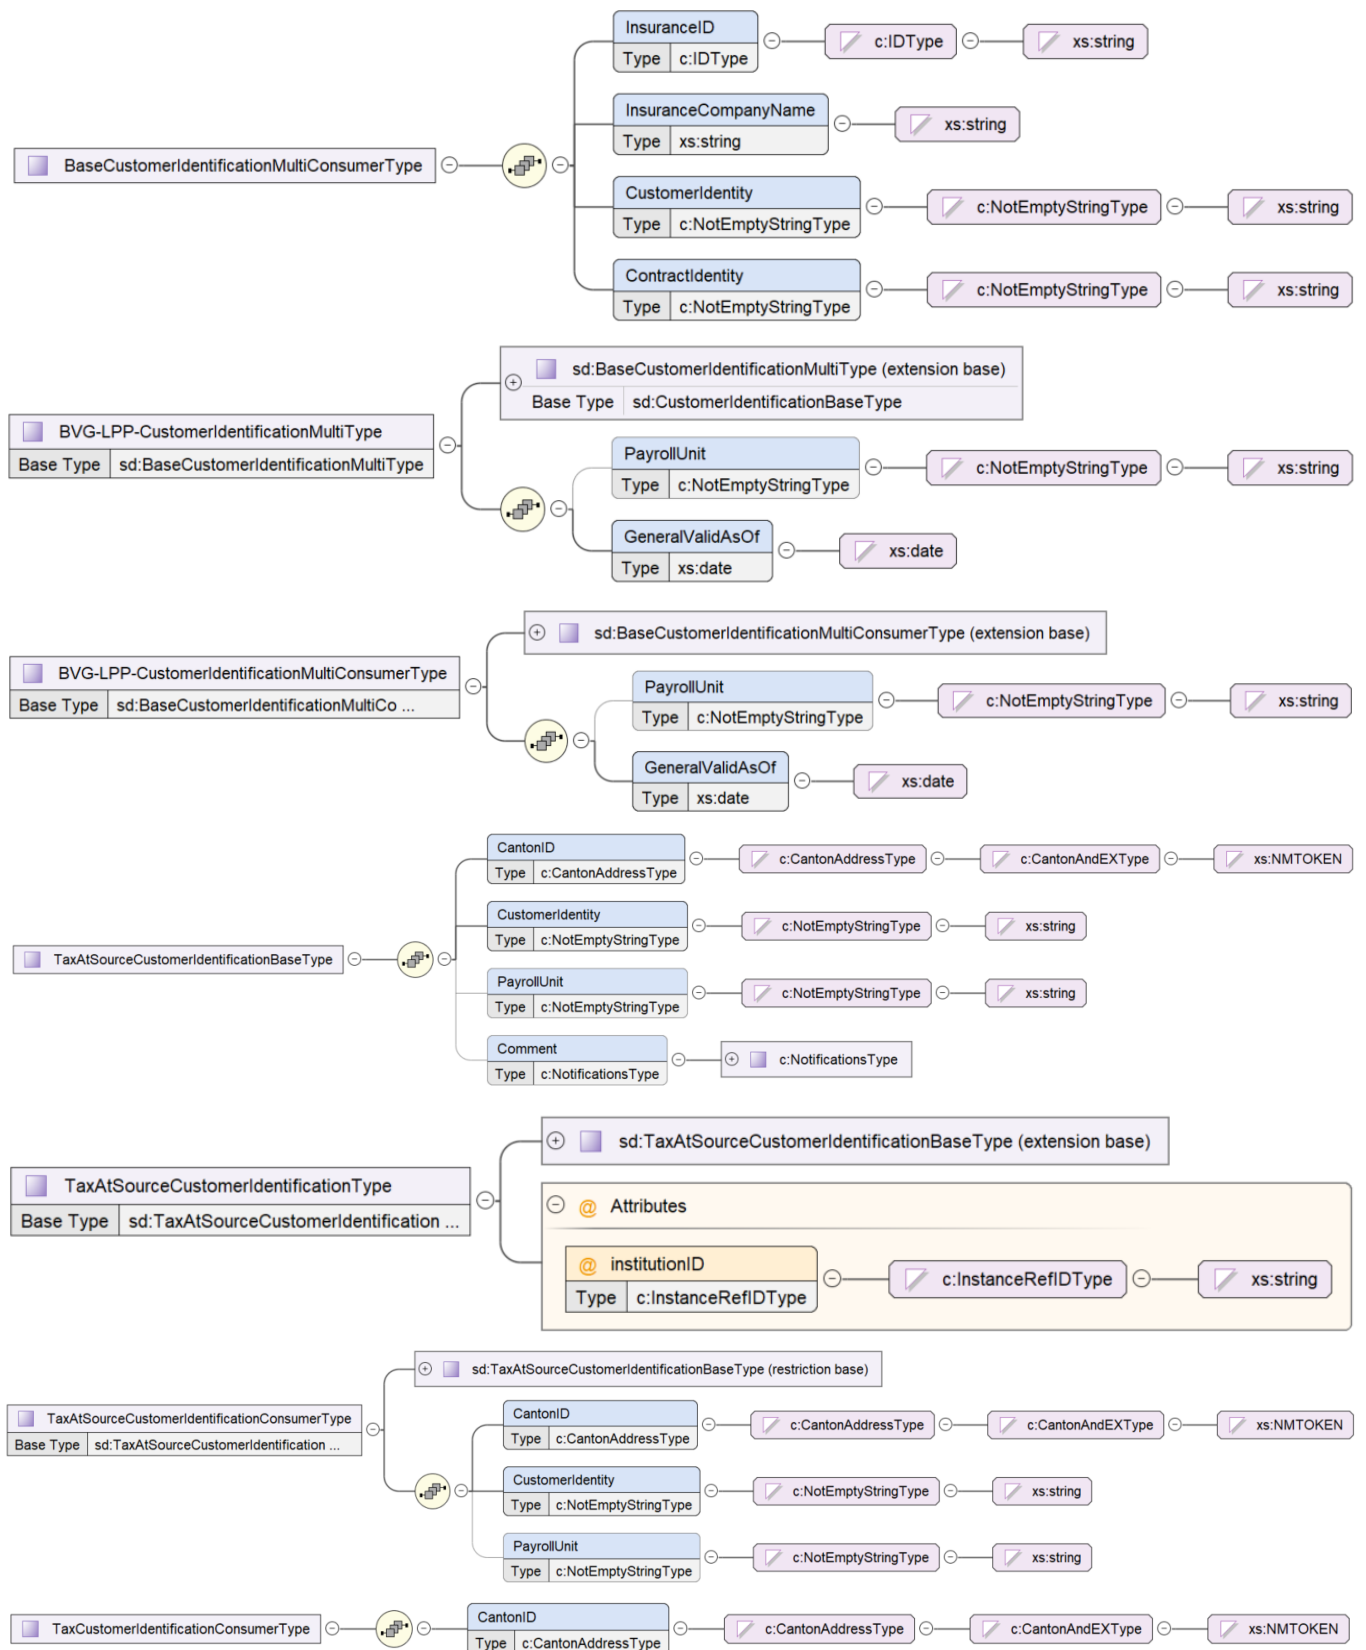 InsuranceID
Type c:IDType
c:IDType
xs:string
InsuranceCompanyName
Type xs:string
xs:string
BaseCustomerIdentificationMultiConsumerType
CustomerIdentity
Type c:NotEmptyStringType
c:NotEmptyStringType
xs:string
ContractIdentity
Type c:NotEmptyStringType
c:NotEmptyStringType
xs:string
sd:BaseCustomerIdentificationMultiType (extension base)
Base Type sd:CustomerIdentificationBaseType
BVG-LPP-CustomerIdentificationMultiType
Base Type sd:BaseCustomerIdentificationMultiType
PayrollUnit
Type c:NotEmptyStringType
c:NotEmptyStringType
xs:string
GeneralValidAsOf
Type xs:date
xs:date
sd:BaseCustomerIdentificationMultiConsumerType (extension base)
BVG-LPP-CustomerIdentificationMultiConsumerType
Base Type sd:BaseCustomerIdentificationMultiCo ...
PayrollUnit
Type c:NotEmptyStringType
c:NotEmptyStringType
xs:string
GeneralValidAsOf
Type xs:date
xs:date
CantonID
Type c:CantonAddressType
c:CantonAddressType
c:CantonAndEXType
xs:NMTOKEN
CustomerIdentity
Type c:NotEmptyStringType
c:NotEmptyStringType
xs:string
TaxAtSourceCustomerIdentificationBaseType
PayrollUnit
Type c:NotEmptyStringType
c:NotEmptyStringType
xs:string
Comment
Type c:NotificationsType
c:NotificationsType
sd:TaxAtSourceCustomerIdentificationBaseType (extension base)
TaxAtSourceCustomerIdentificationType
Base Type sd:TaxAtSourceCustomerIdentification ...
@ Attributes
@ institutionID
Type c:InstanceRefIDType
c:InstanceRefIDType
xs:string
sd:TaxAtSourceCustomerIdentificationBaseType (restriction base)
TaxAtSourceCustomerIdentificationConsumerType
Base Type sd:TaxAtSourceCustomerIdentification ...
CantonID
Type c:CantonAddressType
c:CantonAddressType
c:CantonAndEXType
xs:NMTOKEN
CustomerIdentity
Type c:NotEmptyStringType
c:NotEmptyStringType
xs:string
PayrollUnit
Type c:NotEmptyStringType
c:NotEmptyStringType
xs:string
TaxCustomerIdentificationConsumerType
CantonID
Type c:CantonAddressType
c:CantonAddressType
c:CantonAndEXType
xs:NMTOKEN